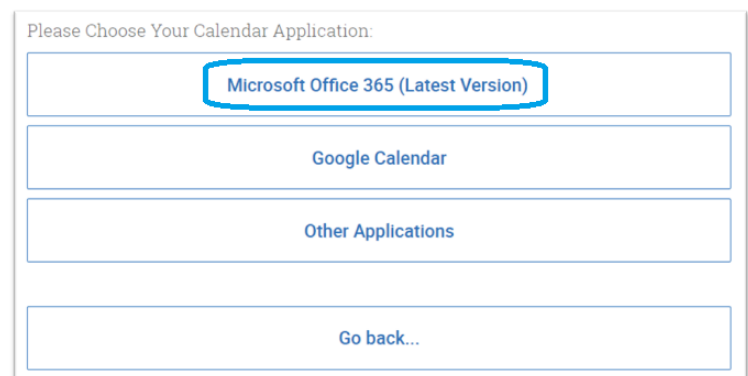 Please Choose Your Calendar Application:
Microsoft Office 365 (Latest Version)
Google Calendar
Other Applications
Go back...